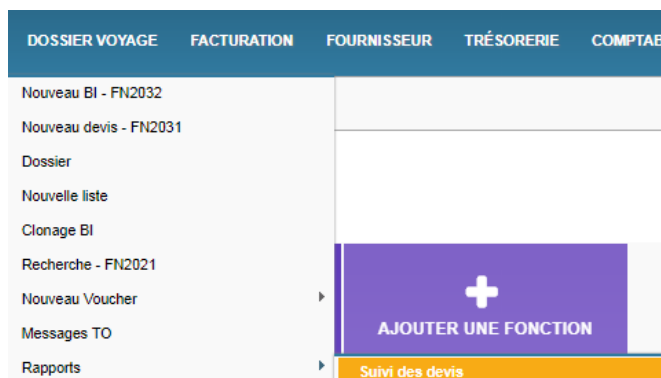 DOSSIER VOYAGE FACTURATION FOURNISSEUR TRÉSORERIE COMPTAB
Nouveau BI - FN2032
Nouveau devis - FN2031
Dossier
Nouvelle liste
Clonage BI
Recherche - FN2021
Nouveau Voucher
Messages TO
Rapports
AJOUTER UNE FONCTION
Suivi des devis